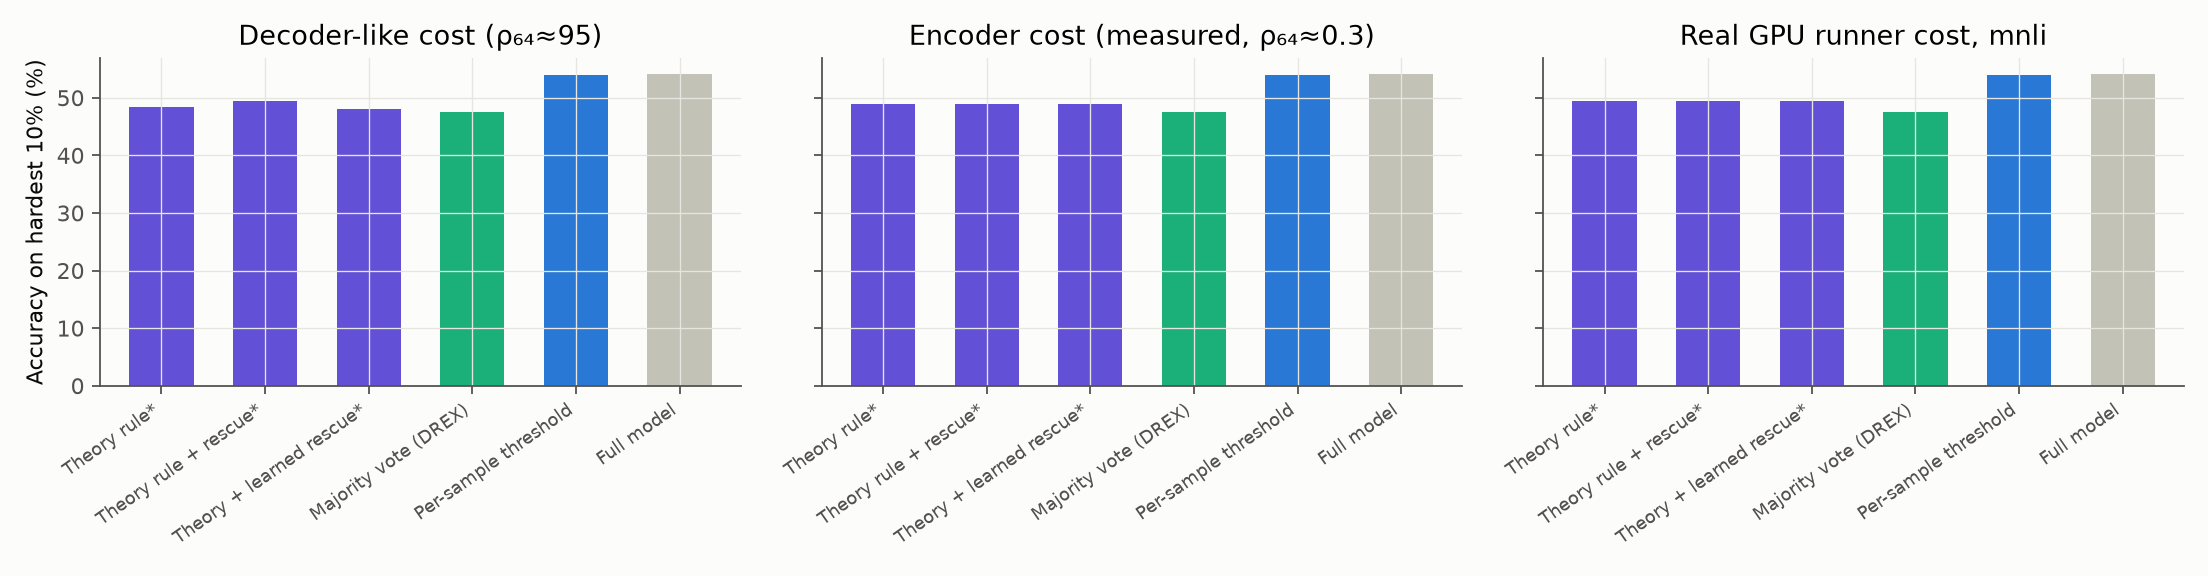 Decoder-like cost (ρ₆₄≈95)
Encoder cost (measured, ρ₆₄≈0.3)
Real GPU runner cost, mnli
Accuracy on hardest 10% (%)
50
40
30
20
10
0
Theory rule*
Theory rule + rescue*
Theory + learned rescue*
Majority vote (DREX)
Per-sample threshold
Full model
Theory rule*
Theory rule + rescue*
Theory + learned rescue*
Majority vote (DREX)
Per-sample threshold
Full model
Theory rule*
Theory rule + rescue*
Theory + learned rescue*
Majority vote (DREX)
Per-sample threshold
Full model